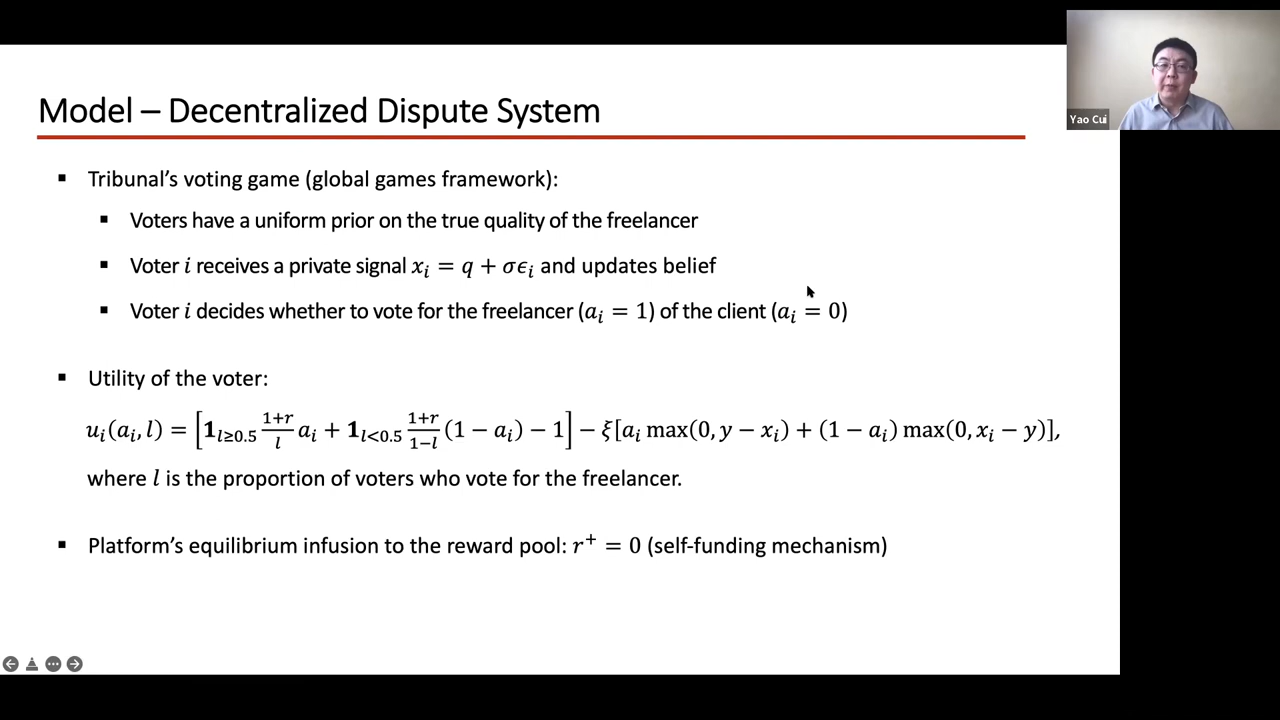 Model – Decentralized Dispute System
Yao Cui
▪ Tribunal's voting game (global games framework):
▪ Voters have a uniform prior on the true quality of the freelancer
▪ Voter i receives a private signal xᵢ = q + σϵᵢ and updates belief
▪ Voter i decides whether to vote for the freelancer (aᵢ = 1) of the client (aᵢ = 0)
▪ Utility of the voter:
uᵢ(aᵢ, l) = [𝟏_{l≥0.5} \frac{1+r}{l} aᵢ + 𝟏_{l<0.5} \frac{1+r}{1−l} (1 − aᵢ) − 1] − ξ[aᵢ max(0, y − xᵢ) + (1 − aᵢ) max(0, xᵢ − y)],
where l is the proportion of voters who vote for the freelancer.
▪ Platform's equilibrium infusion to the reward pool: r⁺ = 0 (self-funding mechanism)